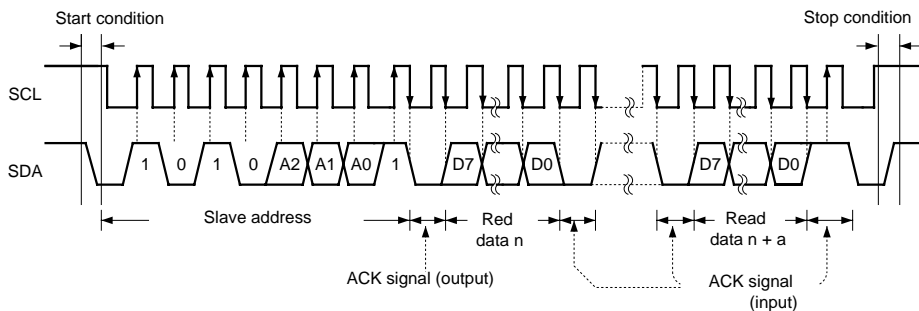 Start condition
Stop condition
SCL
SDA
1 0 1 0 A2 A1 A0 1 D7 D0 D7 D0
Slave address
Red
data n
Read
data n + a
ACK signal (output)
ACK signal
(input)